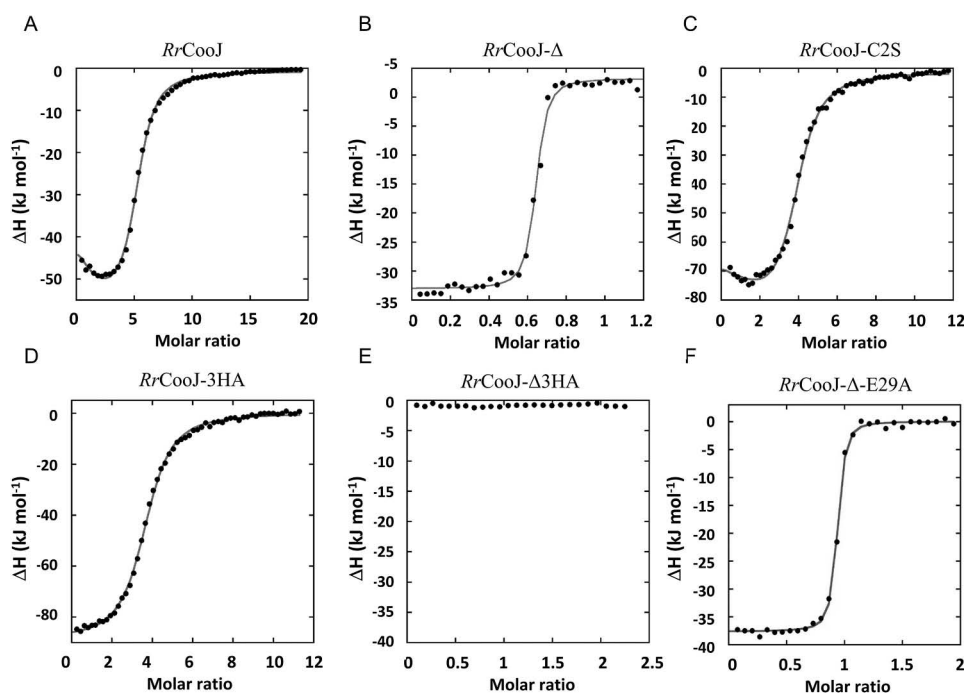 A
RrCooJ
ΔH (kJ mol⁻¹)
0
-10
-20
-30
-40
-50
0 5 10 15 20
Molar ratio
B
RrCooJ-Δ
ΔH (kJ mol⁻¹)
-5
0
-5
-10
-15
-20
-25
-30
-35
0 0.2 0.4 0.6 0.8 1 1.2
Molar ratio
C
RrCooJ-C2S
ΔH (kJ mol⁻¹)
0
-10
-20
-30
-40
-50
-60
-70
-80
0 2 4 6 8 10 12
Molar ratio
D
RrCooJ-3HA
ΔH (kJ mol⁻¹)
0
-20
-40
-60
-80
0 2 4 6 8 10 12
Molar ratio
E
RrCooJ-Δ3HA
ΔH (kJ mol⁻¹)
0
-5
-10
-15
-20
-25
-30
-35
-40
0 0.5 1 1.5 2 2.5
Molar ratio
F
RrCooJ-Δ-E29A
ΔH (kJ mol⁻¹)
0
-5
-10
-15
-20
-25
-30
-35
-40
0 0.5 1 1.5 2
Molar ratio